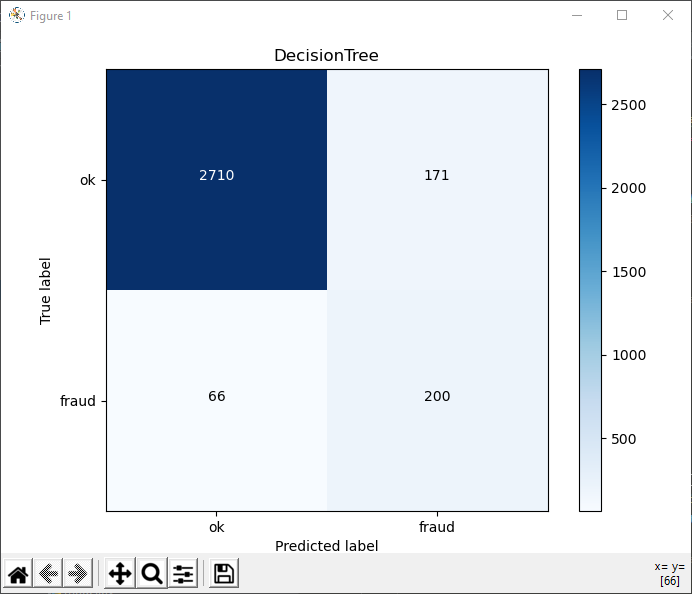 Figure 1
DecisionTree
ok
2710
171
True label
fraud
66
200
ok
fraud
Predicted label
2500
2000
1500
1000
500
x= y=
[66]